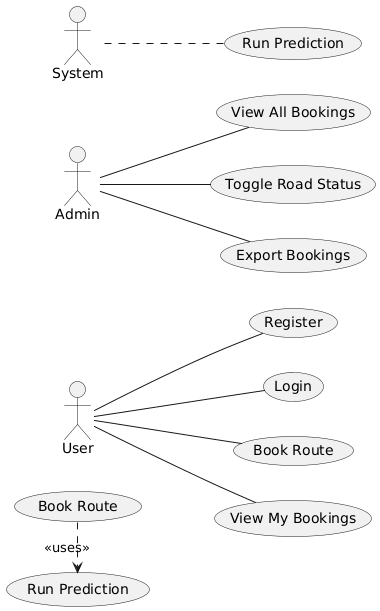 Run Prediction
System
View All Bookings
Toggle Road Status
Admin
Export Bookings
Register
Login
User
Book Route
View My Bookings
Book Route
«uses»
Run Prediction